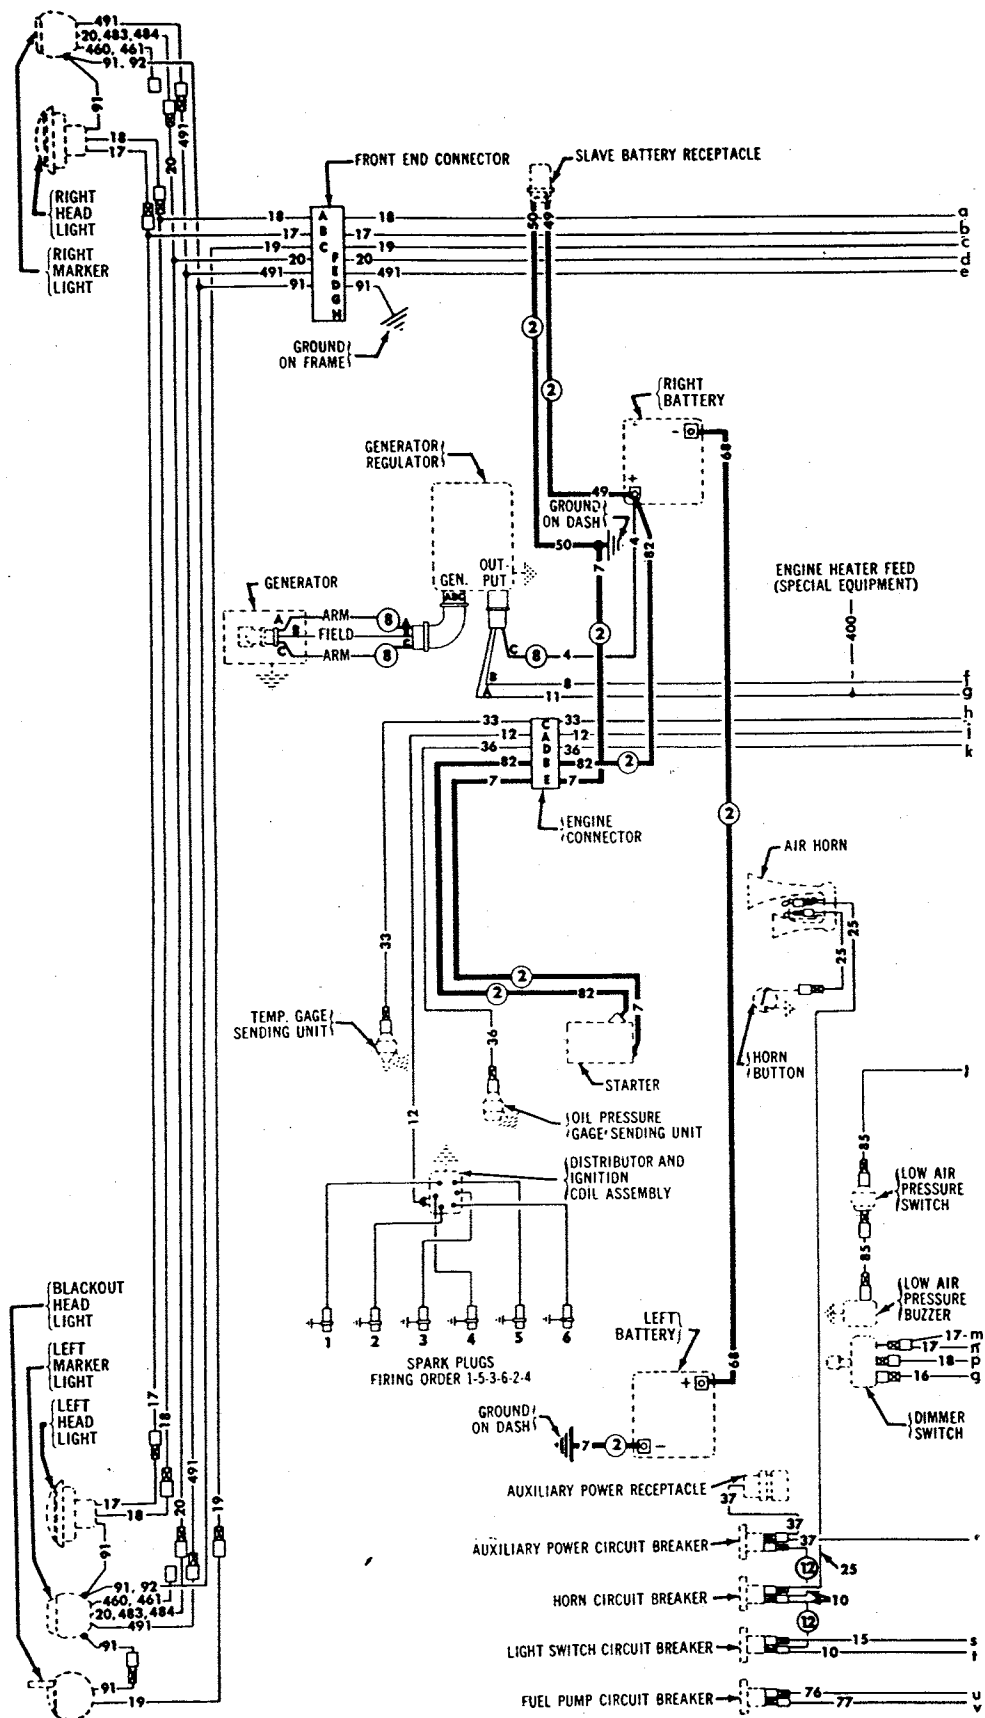 491
20, 483, 484
460, 461
91, 92
91
18
17
20
491
RIGHT
HEAD
LIGHT
RIGHT
MARKER
LIGHT
FRONT END CONNECTOR
SLAVE BATTERY RECEPTACLE
50
49
18 A 18 a
17 B 17 b
19 C 19 c
20 F 20 d
491 E 491 e
D
91 G 91
H
GROUND
ON FRAME
2
2
RIGHT
BATTERY
-
68
+
GENERATOR
REGULATOR
49
GROUND
ON DASH
50
7
4
82
GEN.
OUT-
PUT
ABC
ENGINE HEATER FEED
(SPECIAL EQUIPMENT)
400
GENERATOR
A ARM 8 A
B FIELD
C ARM 8
C 8 4
2
B 8 f
A 11 g
33 C 33 h
12 A 12 i
36 D 36 k
82 B 82 2
7 E 7
ENGINE
CONNECTOR
2
AIR HORN
25
25
33
2
2 82
7
TEMP. GAGE
SENDING UNIT
36
HORN
BUTTON
STARTER
j
12
OIL PRESSURE
GAGE SENDING UNIT
85
DISTRIBUTOR AND
IGNITION
COIL ASSEMBLY
LOW AIR
PRESSURE
SWITCH
85
LOW AIR
PRESSURE
BUZZER
BLACKOUT
HEAD
LIGHT
LEFT
MARKER
LIGHT
LEFT
HEAD
LIGHT
1 2 3 4 5 6
SPARK PLUGS
FIRING ORDER 1-5-3-6-2-4
LEFT
BATTERY
68
+
17 m
17 n
18 p
16 q
DIMMER
SWITCH
GROUND
ON DASH
7 2 -
17
18
491
20
19
17
18
91
91, 92
460, 461
20, 483, 484
491
91
91
19
AUXILIARY POWER RECEPTACLE
37
37
AUXILIARY POWER CIRCUIT BREAKER
37 r
12
25
HORN CIRCUIT BREAKER
10
12
LIGHT SWITCH CIRCUIT BREAKER
15 s
10 t
FUEL PUMP CIRCUIT BREAKER
76 u
77 v